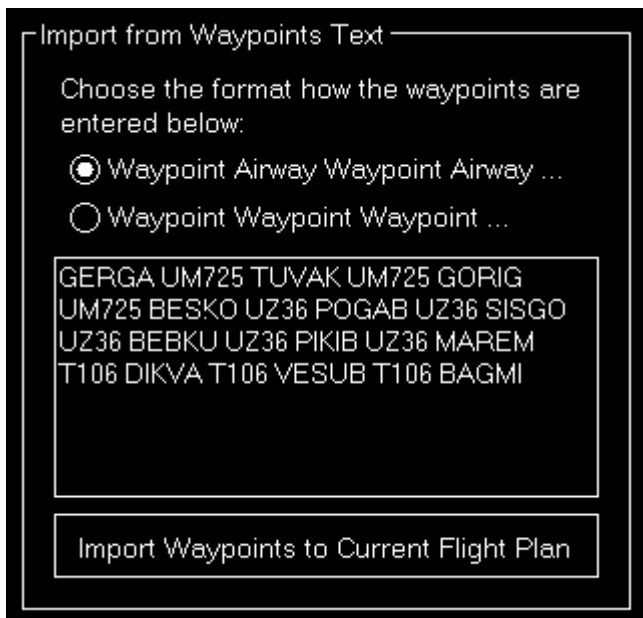 Import from Waypoints Text
Choose the format how the waypoints are
entered below:
Waypoint Airway Waypoint Airway ...
Waypoint Waypoint Waypoint ...
GERGA UM725 TUVAK UM725 GORIG
UM725 BESKO UZ36 POGAB UZ36 SISGO
UZ36 BEBKU UZ36 PIKIB UZ36 MAREM
T106 DIKVA T106 VESUB T106 BAGMI
Import Waypoints to Current Flight Plan